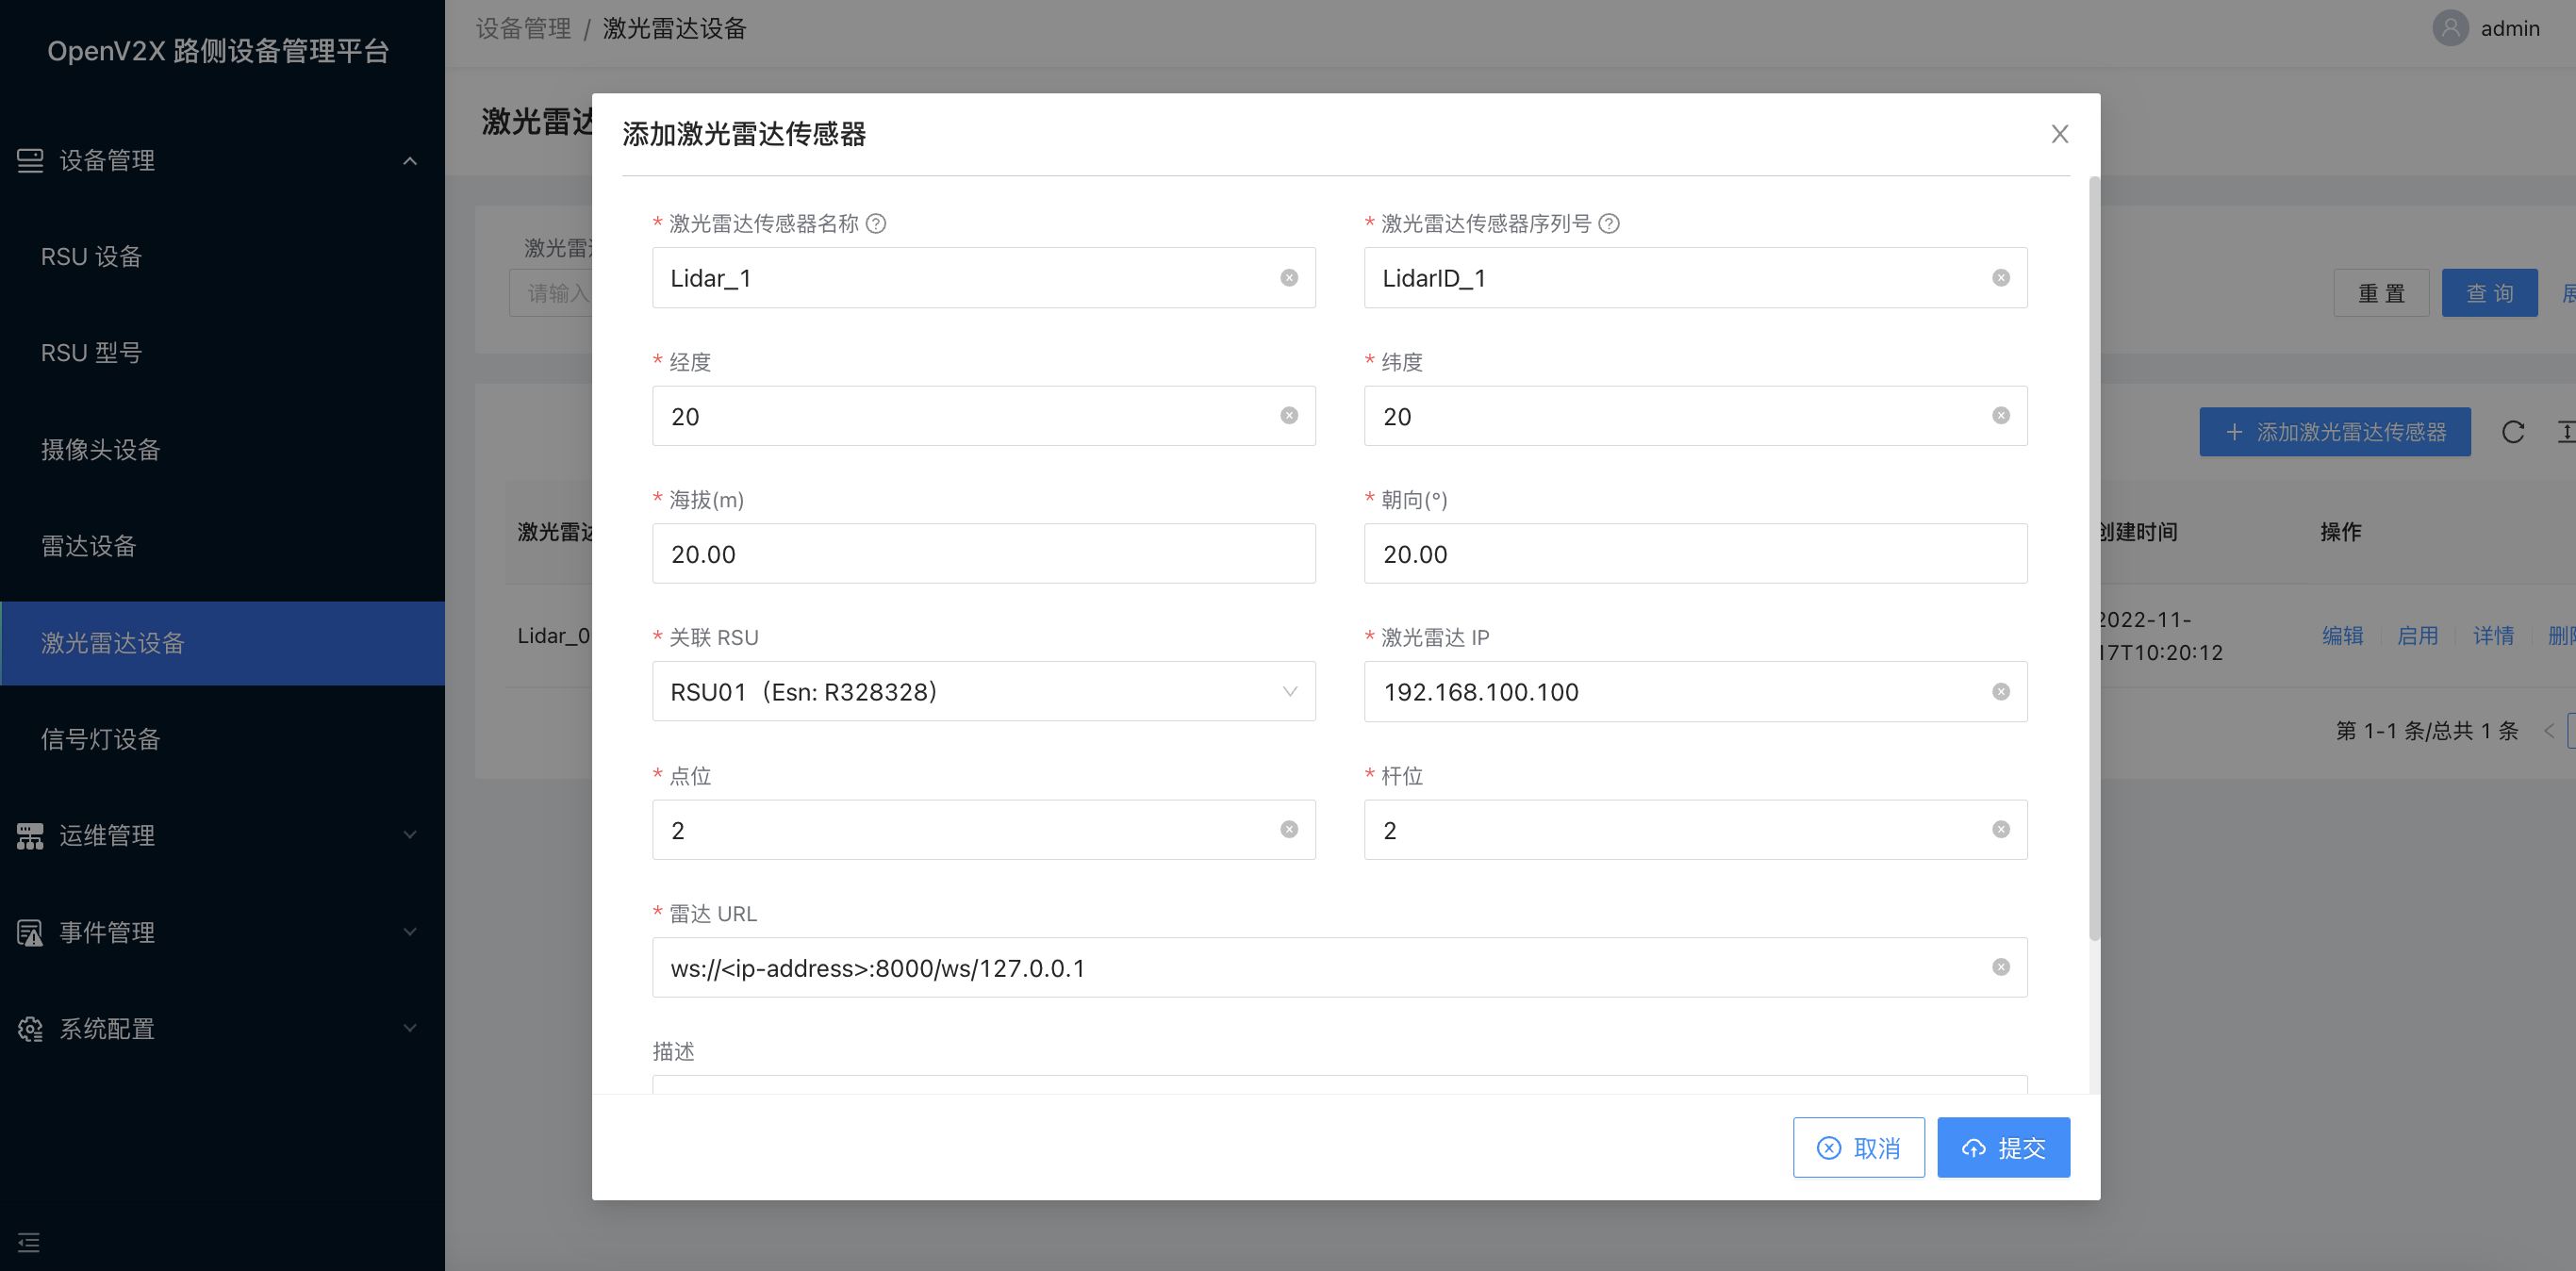 OpenV2X 路侧设备管理平台
设备管理 / 激光雷达设备
admin
设备管理
RSU 设备
RSU 型号
摄像头设备
雷达设备
激光雷达设备
信号灯设备
运维管理
事件管理
系统配置
激光雷达
激光雷
请输入
重 置
查 询
添加激光雷达传感器
激光雷达
创建时间
操作
Lidar_0
2022-11-
17T10:20:12
编辑
启用
详情
删除
第 1-1 条/总共 1 条
添加激光雷达传感器
* 激光雷达传感器名称
* 激光雷达传感器序列号
Lidar_1
LidarID_1
* 经度
* 纬度
20
20
* 海拔(m)
* 朝向(°)
20.00
20.00
* 关联 RSU
* 激光雷达 IP
RSU01（Esn: R328328）
192.168.100.100
* 点位
* 杆位
2
2
* 雷达 URL
ws://<ip-address>:8000/ws/127.0.0.1
描述
取消
提交